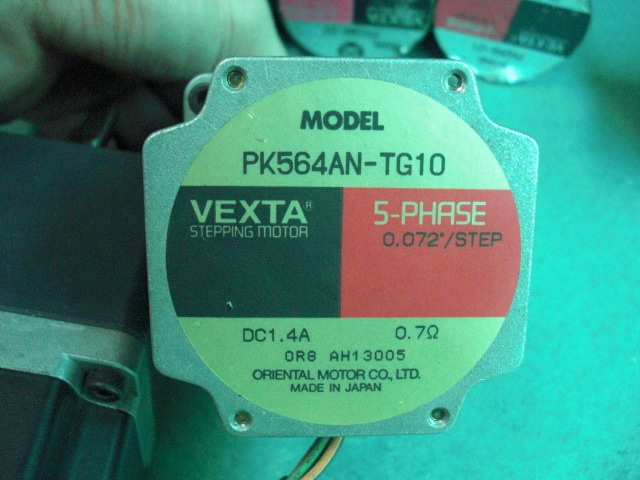 MODEL
PK564AN-TG10
VEXTA®
STEPPING MOTOR
5-PHASE
0.072°/STEP
DC1.4A 0.7Ω
0R8 AH13005
ORIENTAL MOTOR CO., LTD.
MADE IN JAPAN
VEXTA